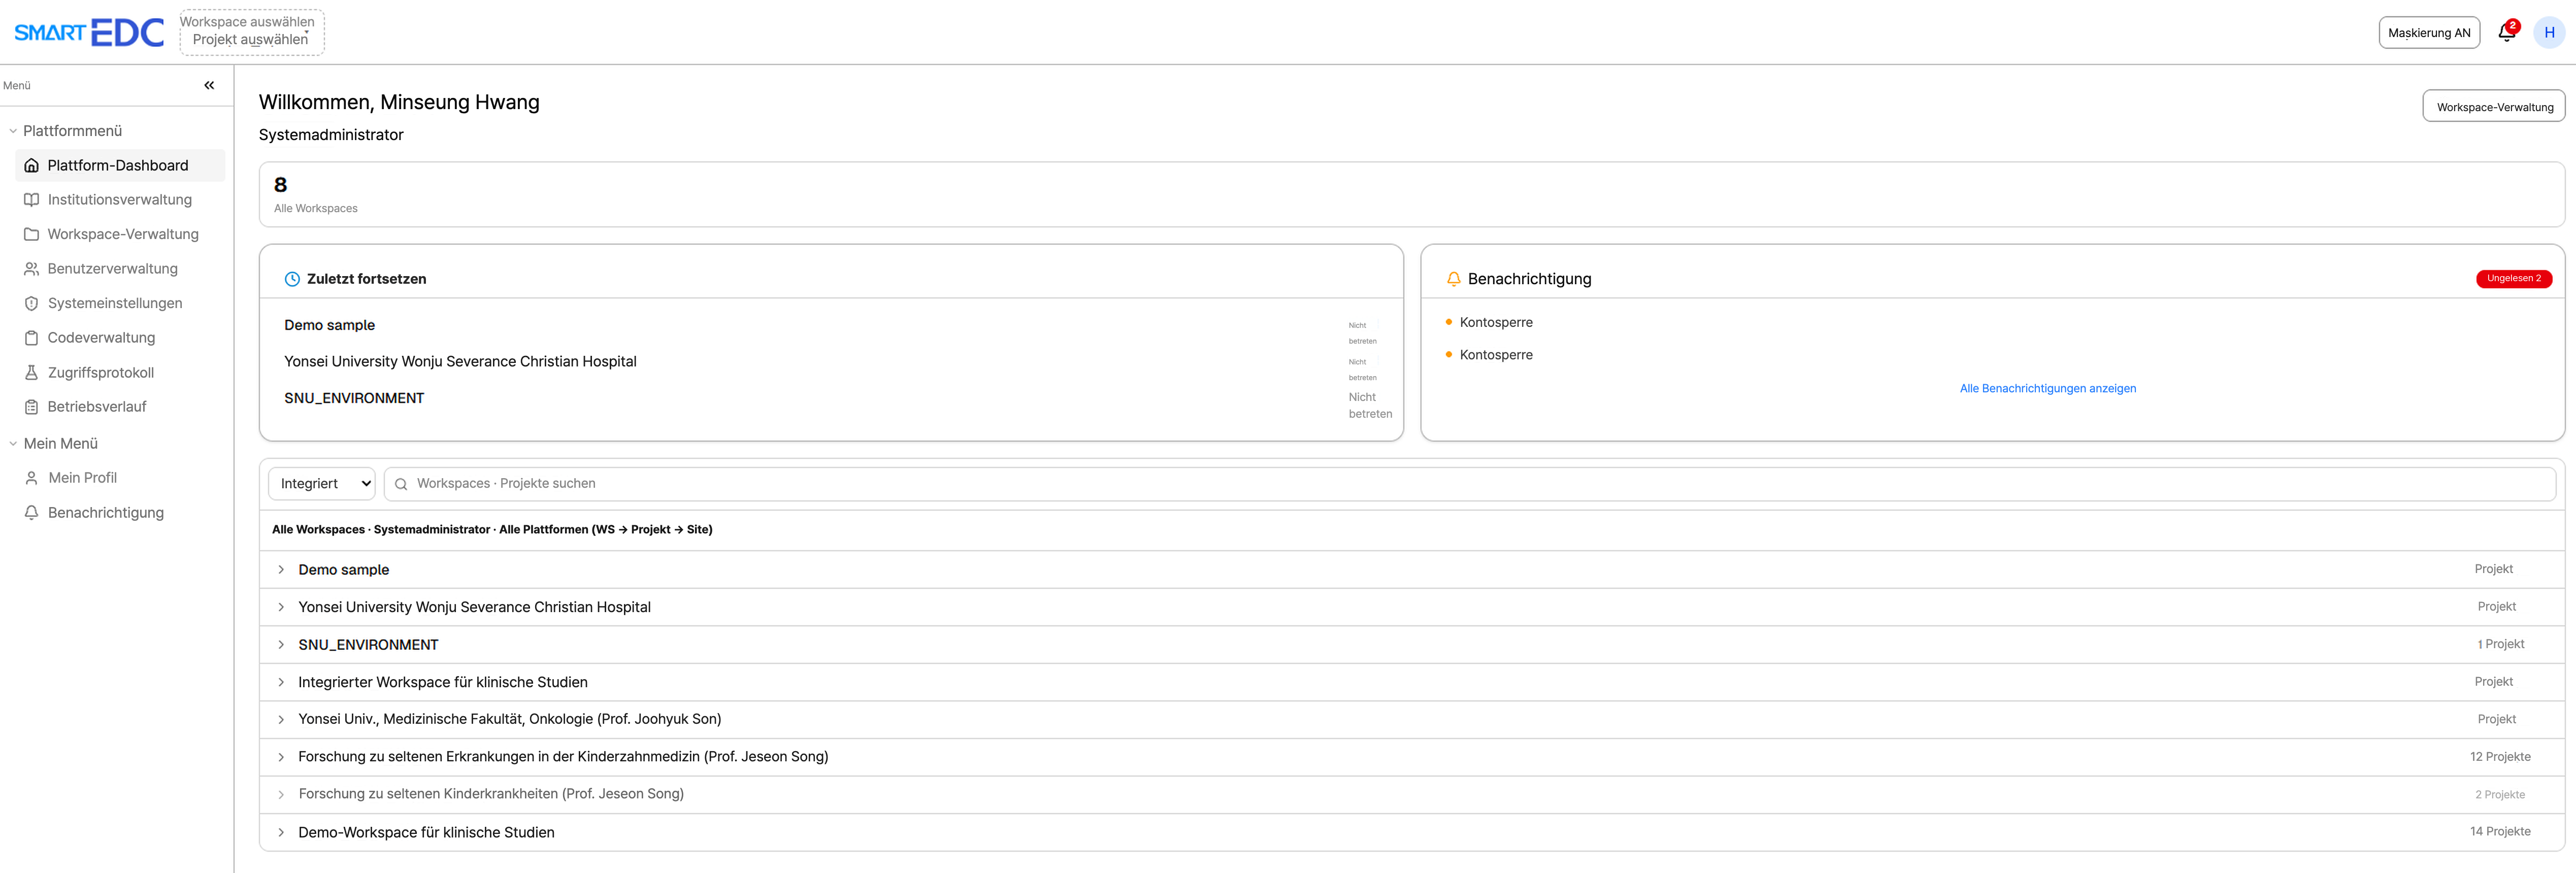 SMART EDC
Workspace auswählen
Projekt auswählen
Maskierung AN
2
H
Menü
Plattformmenü
Plattform-Dashboard
Institutionsverwaltung
Workspace-Verwaltung
Benutzerverwaltung
Systemeinstellungen
Codeverwaltung
Zugriffsprotokoll
Betriebsverlauf
Mein Menü
Mein Profil
Benachrichtigung
Willkommen, Minseung Hwang
Systemadministrator
Workspace-Verwaltung
8
Alle Workspaces
Zuletzt fortsetzen
Demo sample
Nicht
betreten
Yonsei University Wonju Severance Christian Hospital
Nicht
betreten
SNU_ENVIRONMENT
Nicht
betreten
Benachrichtigung
Ungelesen 2
Kontosperre
Kontosperre
Alle Benachrichtigungen anzeigen
Integriert
Workspaces · Projekte suchen
Alle Workspaces · Systemadministrator · Alle Plattformen (WS → Projekt → Site)
Demo sample
Projekt
Yonsei University Wonju Severance Christian Hospital
Projekt
SNU_ENVIRONMENT
1 Projekt
Integrierter Workspace für klinische Studien
Projekt
Yonsei Univ., Medizinische Fakultät, Onkologie (Prof. Joohyuk Son)
Projekt
Forschung zu seltenen Erkrankungen in der Kinderzahnmedizin (Prof. Jeseon Song)
12 Projekte
Forschung zu seltenen Kinderkrankheiten (Prof. Jeseon Song)
2 Projekte
Demo-Workspace für klinische Studien
14 Projekte